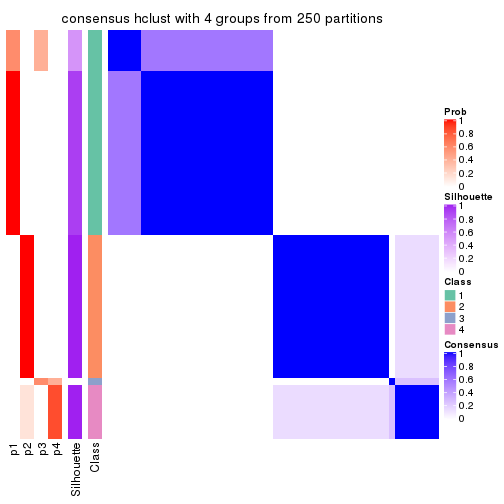 consensus hclust with 4 groups from 250 partitions
Prob
1
0.8
0.6
0.4
0.2
0
Silhouette
1
0.8
0.6
0.4
0.2
0
Class
1
2
3
4
Consensus
1
0.8
0.6
0.4
0.2
0
p1
p2
p3
p4
Silhouette
Class